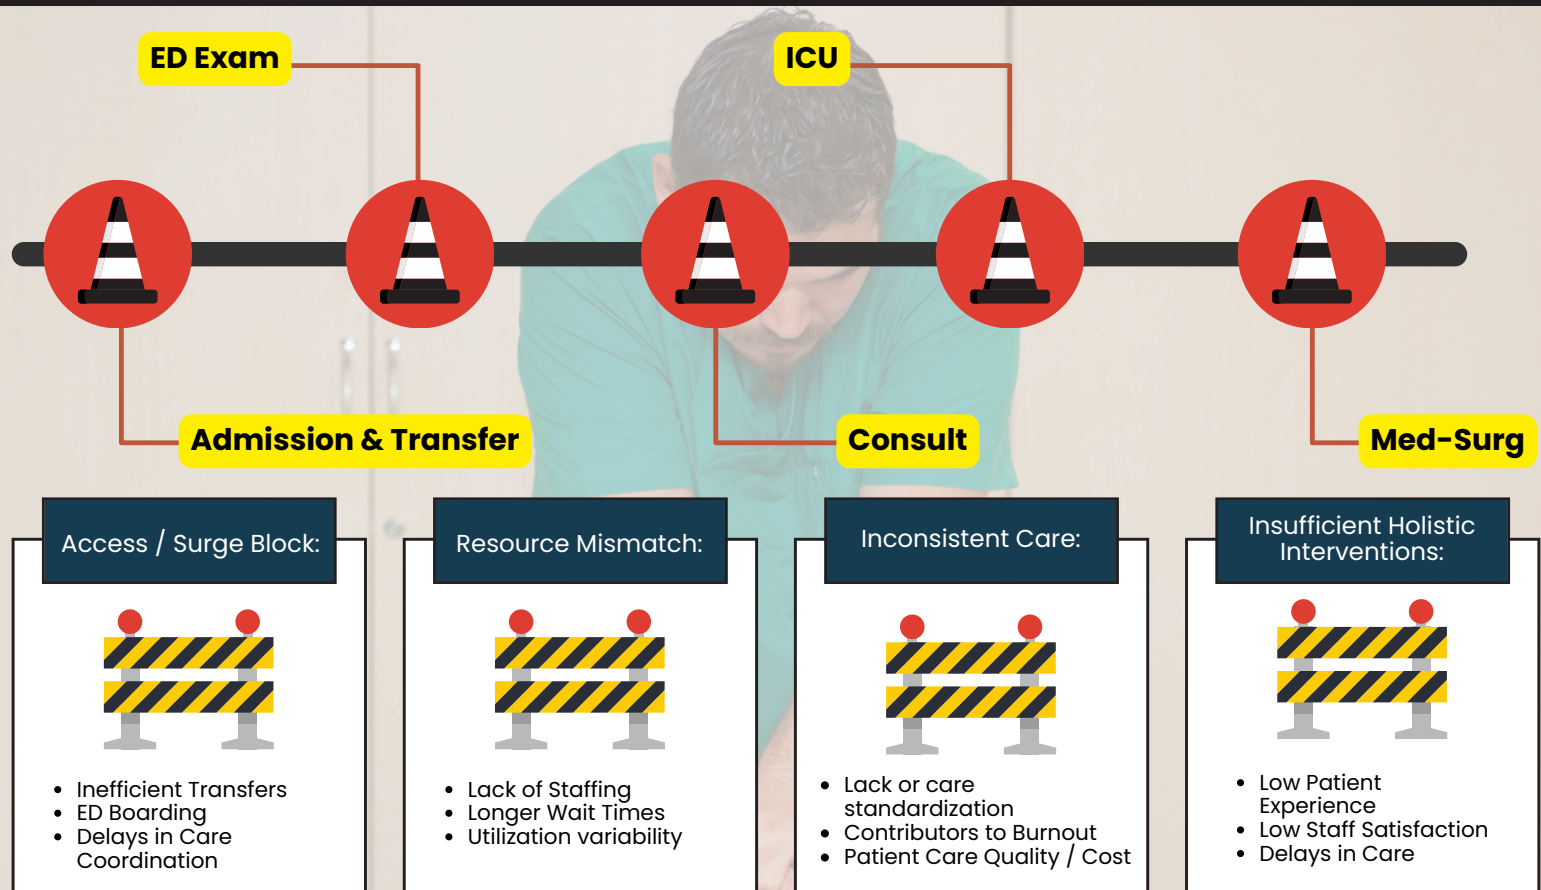 ED Exam
ICU
Admission & Transfer
Consult
Med-Surg
Access / Surge Block:
• Inefficient Transfers
• ED Boarding
• Delays in Care
Coordination
Resource Mismatch:
• Lack of Staffing
• Longer Wait Times
• Utilization variability
Inconsistent Care:
• Lack or care
standardization
• Contributors to Burnout
• Patient Care Quality / Cost
Insufficient Holistic
Interventions:
• Low Patient
Experience
• Low Staff Satisfaction
• Delays in Care